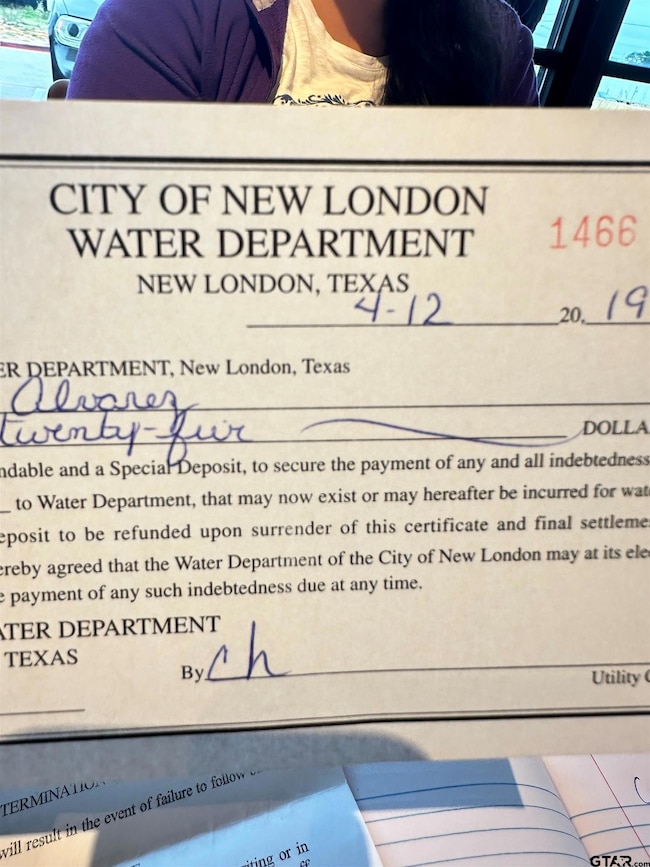 CITY OF NEW LONDON
WATER DEPARTMENT
1466
NEW LONDON, TEXAS
4-12 20, 19
ER DEPARTMENT, New London, Texas
Alvarez
twenty-five DOLLA
ndable and a Special Deposit, to secure the payment of any and all indebtedness
to Water Department, that may now exist or may hereafter be incurred for wat
eposit to be refunded upon surrender of this certificate and final settleme
ereby agreed that the Water Department of the City of New London may at its ele
e payment of any such indebtedness due at any time.
ATER DEPARTMENT
TEXAS
By ch
Utility C
TERMINATION
will result in the event of failure to follow
iting or in
GTAR.com